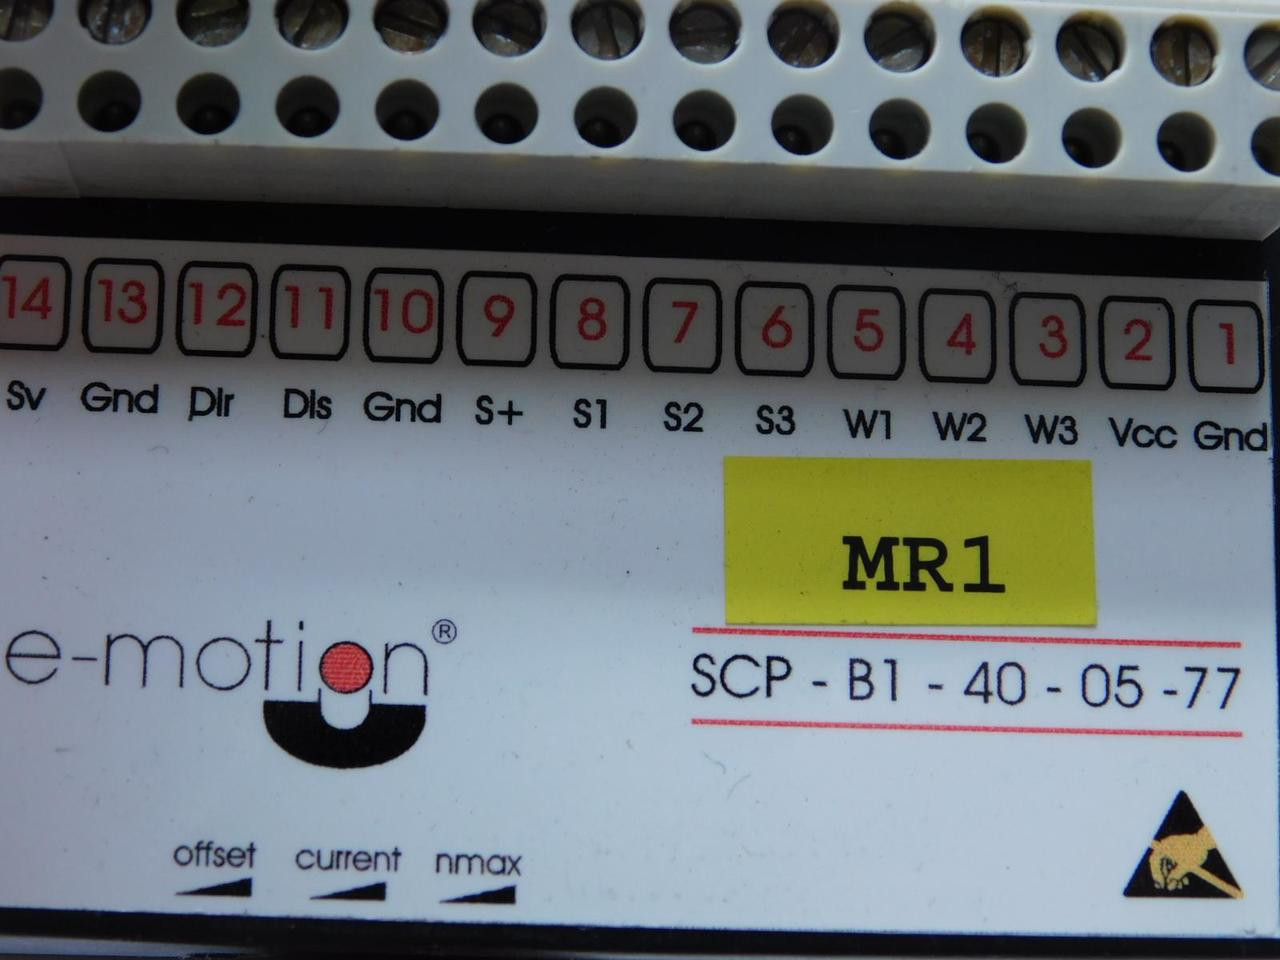 14 13 12 11 10 9 8 7 6 5 4 3 2 1
Sv Gnd DIr DIs Gnd S+ S1 S2 S3 W1 W2 W3 Vcc Gnd
MR1
e-motion®
SCP - B1 - 40 - 05 -77
offset current nmax